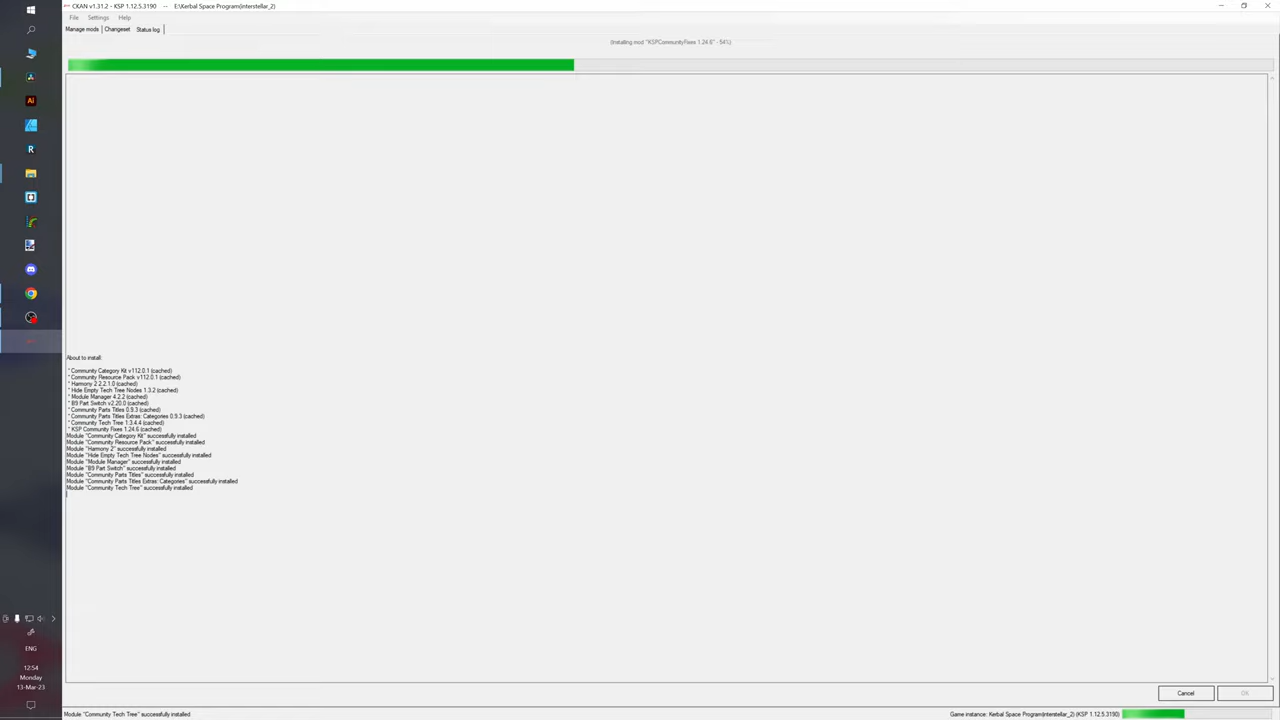 CKAN v1.31.2 - KSP 1.12.5.3190   --   E:\Kerbal Space Program(interstellar_2)
File Settings Help
Manage mods Changeset Status log
(Installing mod "KSPCommunityFixes 1.24.6" - 54%)
Ai
R
About to install:
* Community Category Kit v112.0.1 (cached)
* Community Resource Pack v112.0.1 (cached)
* Harmony 2 2.2.1.0 (cached)
* Hide Empty Tech Tree Nodes 1.3.2 (cached)
* Module Manager 4.2.2 (cached)
* B9 Part Switch v2.20.0 (cached)
* Community Parts Titles 0.9.3 (cached)
* Community Parts Titles Extras: Categories 0.9.3 (cached)
* Community Tech Tree 1.3.4.4 (cached)
* KSP Community Fixes 1.24.6 (cached)
Module "Community Category Kit" successfully installed
Module "Community Resource Pack" successfully installed
Module "Harmony 2" successfully installed
Module "Hide Empty Tech Tree Nodes" successfully installed
Module "Module Manager" successfully installed
Module "B9 Part Switch" successfully installed
Module "Community Parts Titles" successfully installed
Module "Community Parts Titles Extras: Categories" successfully installed
Module "Community Tech Tree" successfully installed
ENG
12:54
Monday
13-Mar-23
Cancel OK
Module "Community Tech Tree" successfully installed
Game instance: Kerbal Space Program(interstellar_2) (KSP 1.12.5.3190)